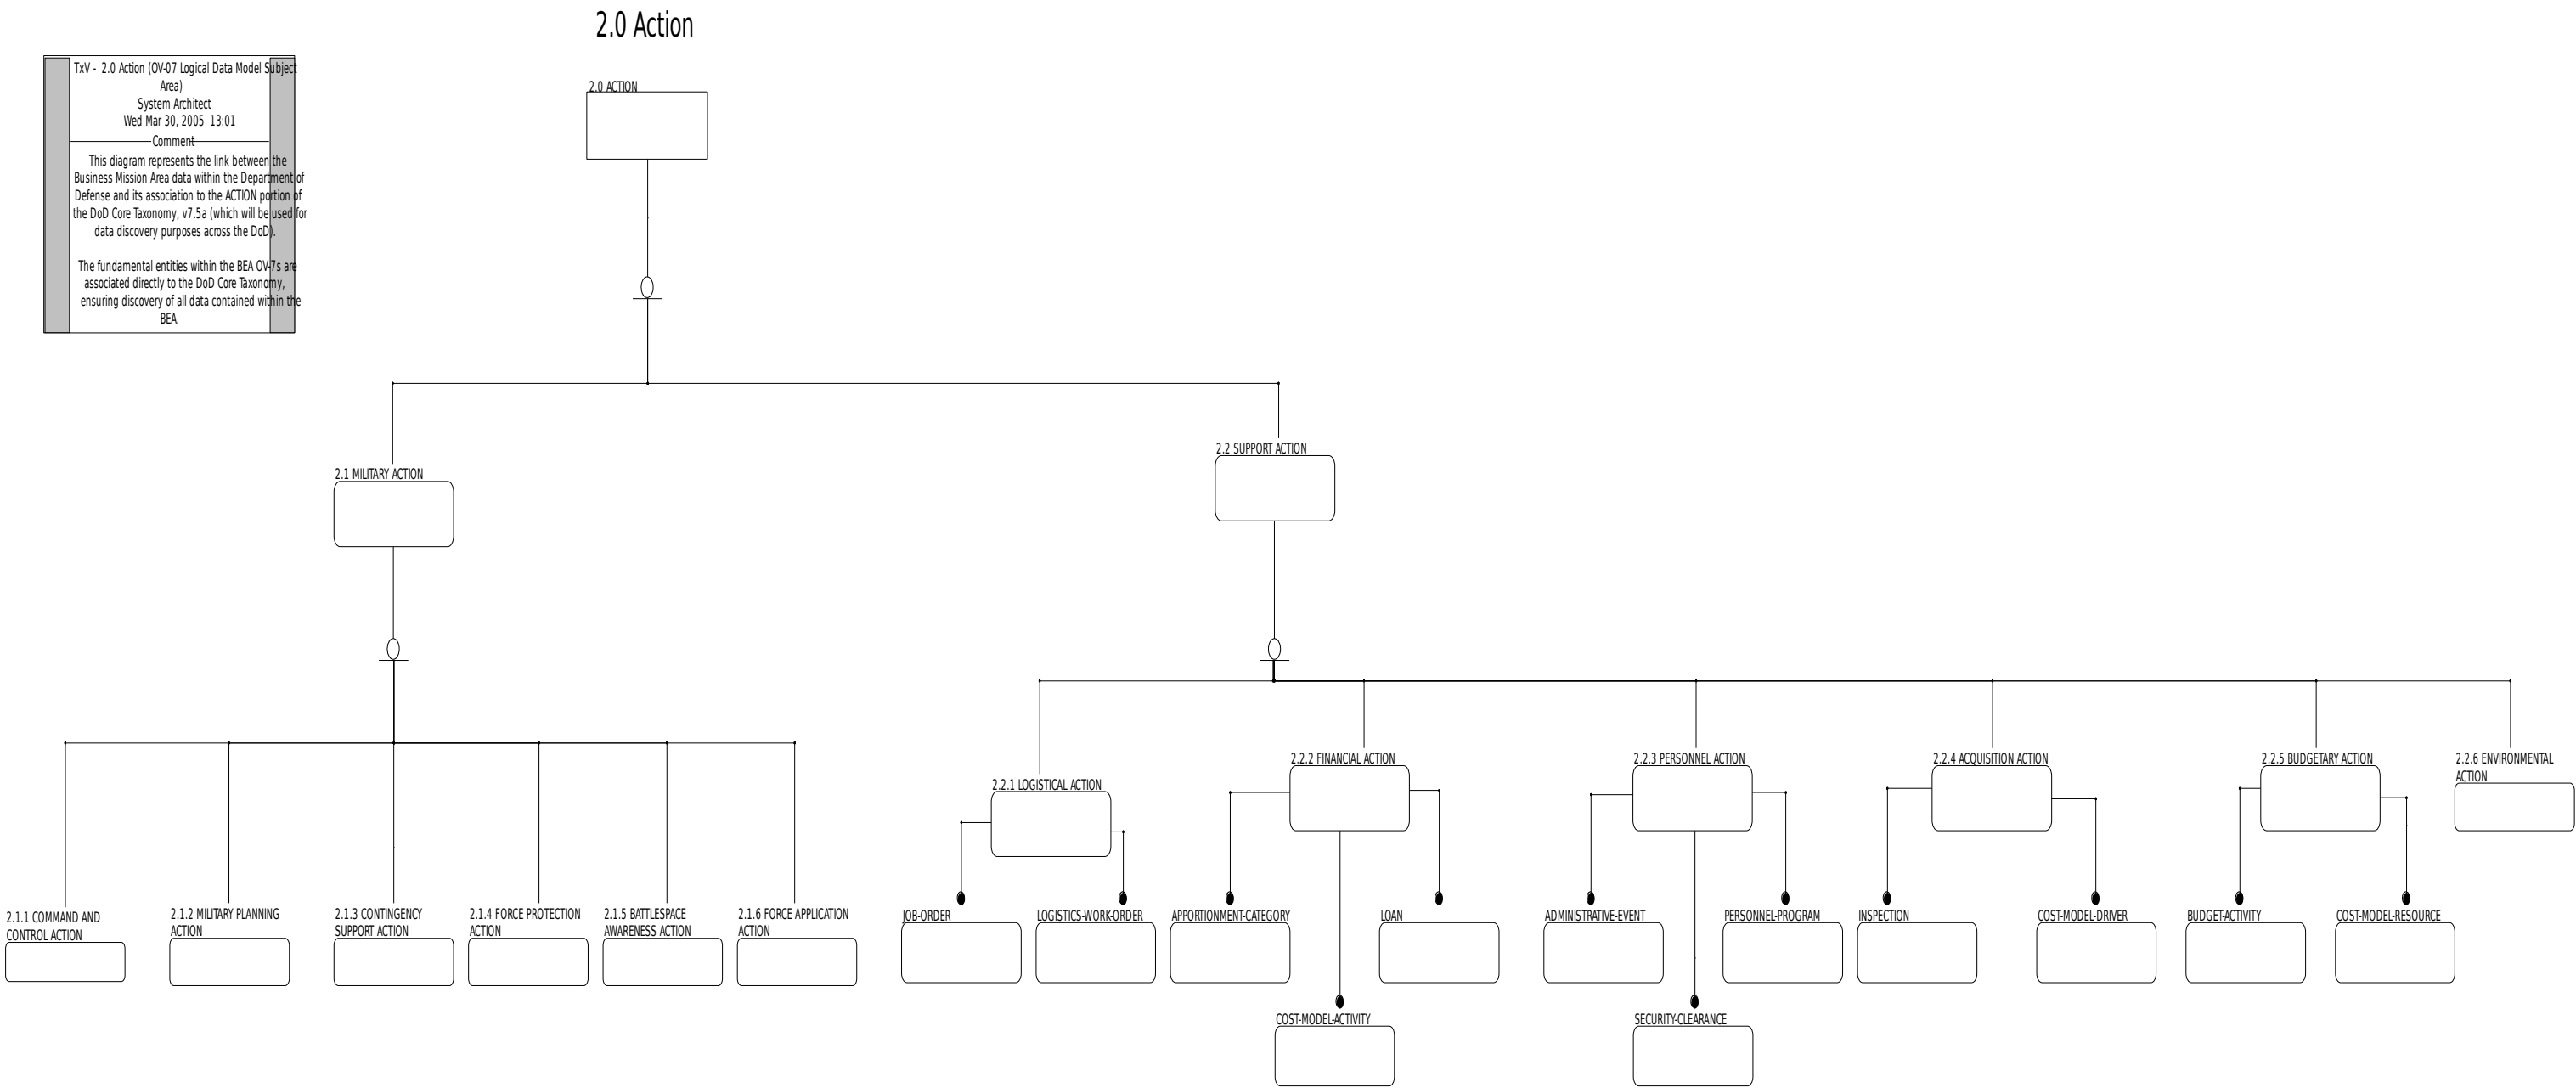 2.0 Action
TxV - 2.0 Action (OV-07 Logical Data Model Subject
Area)
System Architect
Wed Mar 30, 2005 13:01
Comment
This diagram represents the link between the
Business Mission Area data within the Department of
Defense and its association to the ACTION portion of
the DoD Core Taxonomy, v7.5a (which will be used for
data discovery purposes across the DoD).
The fundamental entities within the BEA OV-7s are
associated directly to the DoD Core Taxonomy,
ensuring discovery of all data contained within the
BEA.
2.0 ACTION
2.1 MILITARY ACTION
2.2 SUPPORT ACTION
2.1.1 COMMAND AND
CONTROL ACTION
2.1.2 MILITARY PLANNING
ACTION
2.1.3 CONTINGENCY
SUPPORT ACTION
2.1.4 FORCE PROTECTION
ACTION
2.1.5 BATTLESPACE
AWARENESS ACTION
2.1.6 FORCE APPLICATION
ACTION
2.2.1 LOGISTICAL ACTION
2.2.2 FINANCIAL ACTION
2.2.3 PERSONNEL ACTION
2.2.4 ACQUISITION ACTION
2.2.5 BUDGETARY ACTION
2.2.6 ENVIRONMENTAL
ACTION
JOB-ORDER
LOGISTICS-WORK-ORDER
APPORTIONMENT-CATEGORY
LOAN
ADMINISTRATIVE-EVENT
PERSONNEL-PROGRAM
INSPECTION
COST-MODEL-DRIVER
BUDGET-ACTIVITY
COST-MODEL-RESOURCE
COST-MODEL-ACTIVITY
SECURITY-CLEARANCE